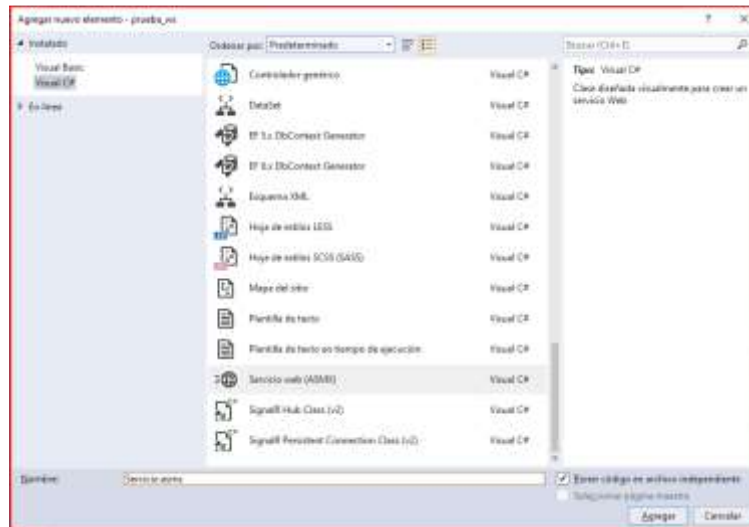 Agregar nuevo elemento - prueba_ws
? ×
Instalado
Ordenar por: Predeterminado
Buscar (Ctrl+E)
Visual Basic
Visual C#
En línea
Controlador genérico Visual C#
DataSet Visual C#
EF 5.x DbContext Generator Visual C#
EF 6.x DbContext Generator Visual C#
Esquema XML Visual C#
Hoja de estilos LESS Visual C#
Hoja de estilos SCSS (SASS) Visual C#
Mapa del sitio Visual C#
Plantilla de texto Visual C#
Plantilla de texto en tiempo de ejecución Visual C#
Servicio web (ASMX) Visual C#
SignalR Hub Class (v2) Visual C#
SignalR Persistent Connection Class (v2) Visual C#
Tipo: Visual C#
Clase diseñada visualmente para crear un
servicio Web
Nombre: Servicio.asmx
Poner código en archivo independiente
Seleccionar página maestra
Agregar Cancelar